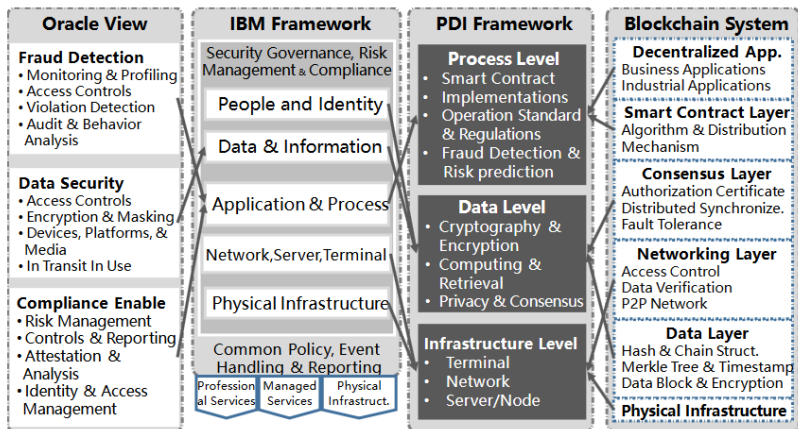 Oracle View
Fraud Detection
• Monitoring & Profiling
• Access Controls
• Violation Detection
• Audit & Behavior
Analysis
Data Security
• Access Controls
• Encryption & Masking
• Devices, Platforms, &
Media
• In Transit In Use
Compliance Enable
• Risk Management
• Controls & Reporting
• Attestation &
Analysis
• Identity & Access
Management
IBM Framework
Security Governance, Risk
Management & Compliance
People and Identity
Data & Information
Application & Process
Network,Server,Terminal
Physical Infrastructure
Common Policy, Event
Handling & Reporting
Profession
al Services
Managed
Services
Physical
Infrastruct.
PDI Framework
Process Level
• Smart Contract
• Implementations
• Operation Standard
& Regulations
• Fraud Detection &
Risk prediction
Data Level
• Cryptography &
Encryption
• Computing &
Retrieval
• Privacy & Consensus
Infrastructure Level
• Terminal
• Network
• Server/Node
Blockchain System
Decentralized App.
Business Applications
Industrial Applications
Smart Contract Layer
Algorithm & Distribution
Mechanism
Consensus Layer
Authorization Certificate
Distributed Synchronize.
Fault Tolerance
Networking Layer
Access Control
Data Verification
P2P Network
Data Layer
Hash & Chain Struct.
Merkle Tree & Timestamp
Data Block & Encryption
Physical Infrastructure